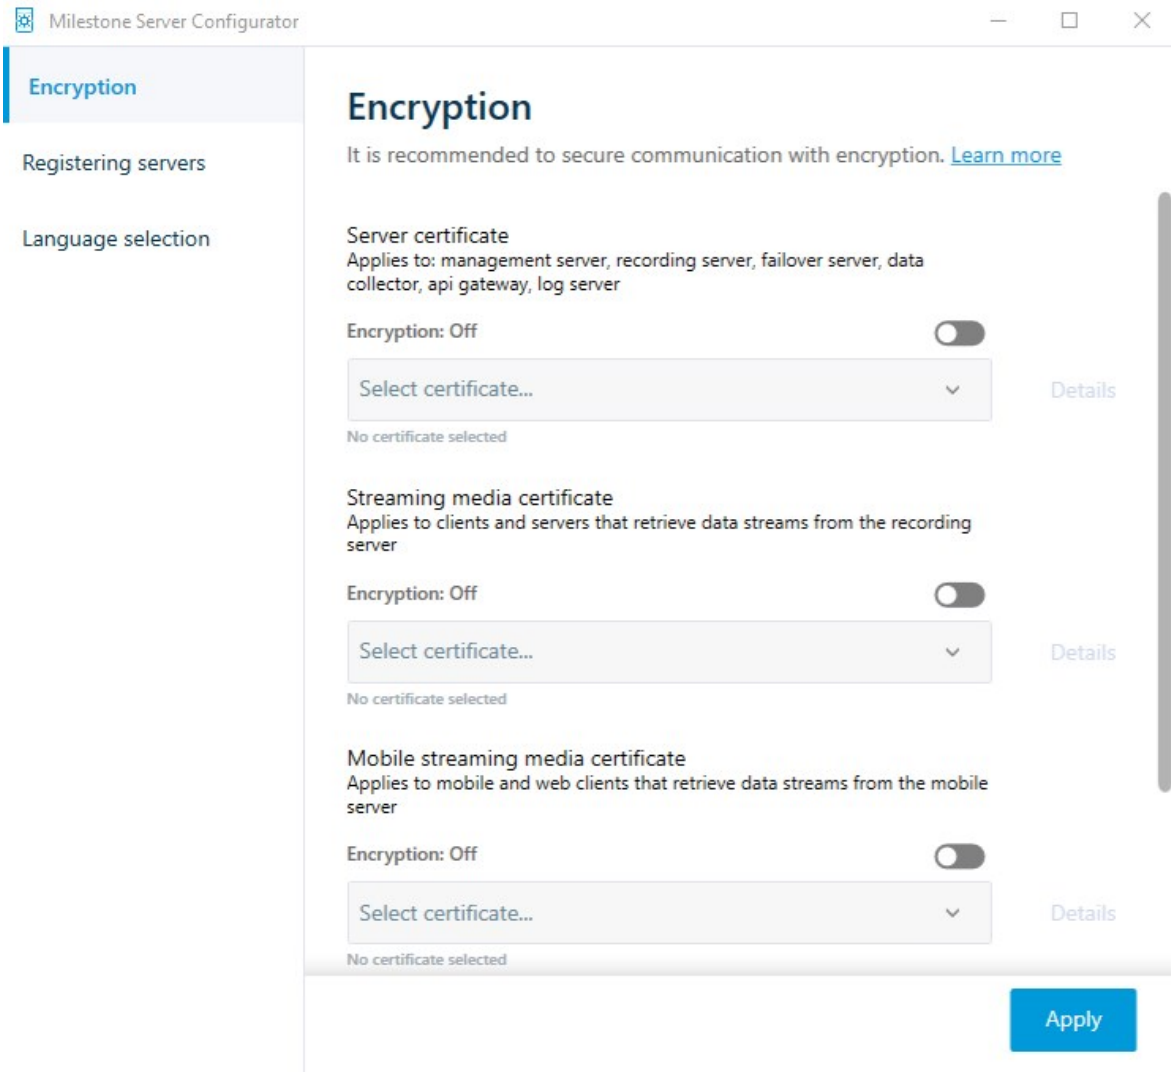 Milestone Server Configurator
Encryption
Registering servers
Language selection
Encryption
It is recommended to secure communication with encryption. Learn more
Server certificate
Applies to: management server, recording server, failover server, data
collector, api gateway, log server
Encryption: Off
Select certificate...
Details
No certificate selected
Streaming media certificate
Applies to clients and servers that retrieve data streams from the recording
server
Encryption: Off
Select certificate...
Details
No certificate selected
Mobile streaming media certificate
Applies to mobile and web clients that retrieve data streams from the mobile
server
Encryption: Off
Select certificate...
Details
No certificate selected
Apply